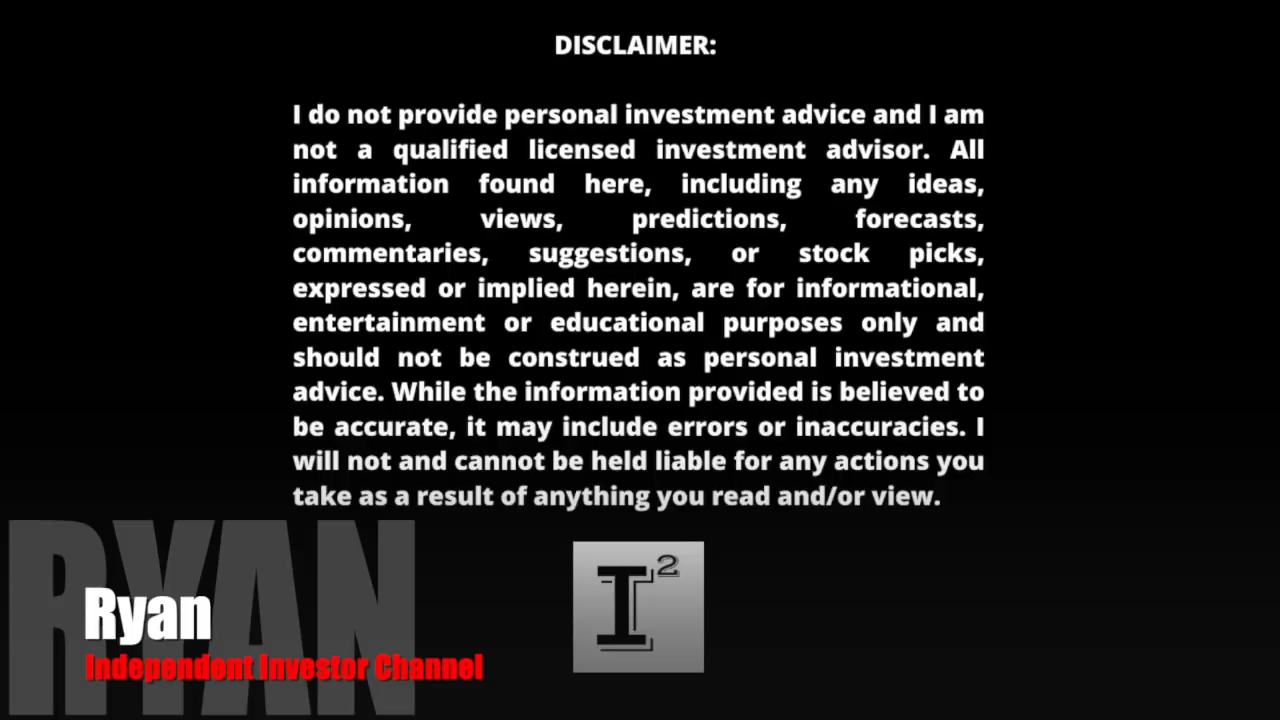 DISCLAIMER:
I do not provide personal investment advice and I am
not a qualified licensed investment advisor. All
information found here, including any ideas,
opinions, views, predictions, forecasts,
commentaries, suggestions, or stock picks,
expressed or implied herein, are for informational,
entertainment or educational purposes only and
should not be construed as personal investment
advice. While the information provided is believed to
be accurate, it may include errors or inaccuracies. I
will not and cannot be held liable for any actions you
take as a result of anything you read and/or view.
RYAN
Ryan
Independent Investor Channel
I²